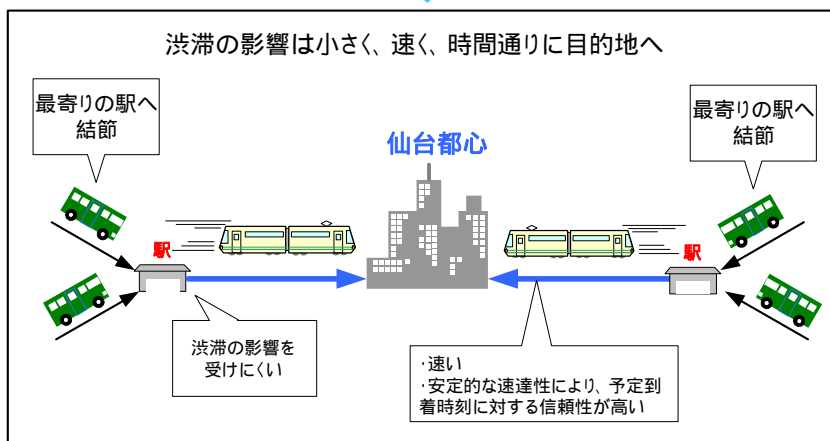 渋滞の影響は小さく、速く、時間通りに目的地へ
最寄りの駅へ
結節
最寄りの駅へ
結節
仙台都心
駅
駅
渋滞の影響を
受けにくい
・速い
・安定的な速達性により、予定到
着時刻に対する信頼性が高い